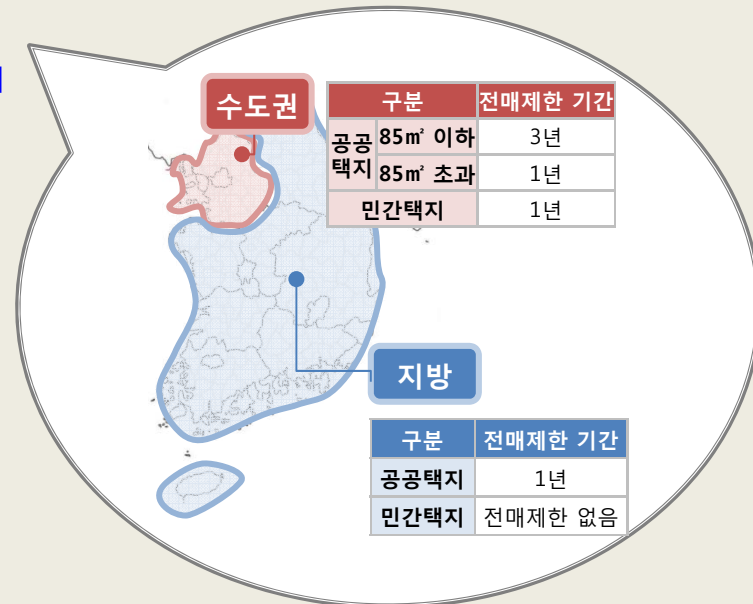 수도권
구분 전매제한 기간
공공택지 85㎡ 이하 3년
85㎡ 초과 1년
민간택지 1년
지방
구분 전매제한 기간
공공택지 1년
민간택지 전매제한 없음